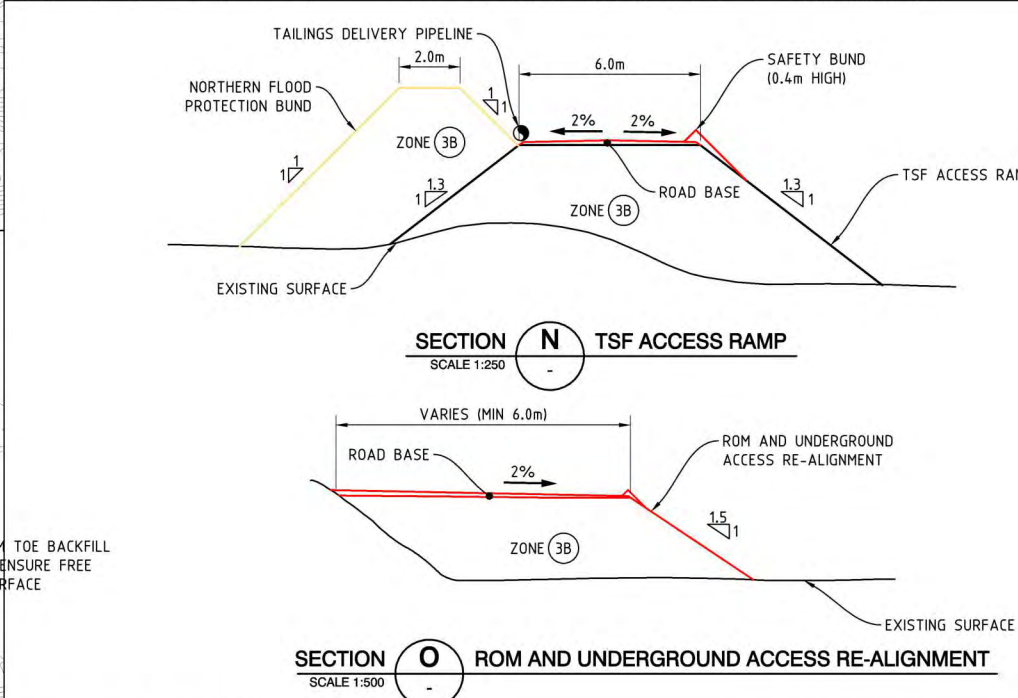 TAILINGS DELIVERY PIPELINE
2.0m
6.0m
SAFETY BUND
(0.4m HIGH)
NORTHERN FLOOD
PROTECTION BUND
1
1
2%
2%
ZONE 3B
1
1
1.3
1
ROAD BASE
1.3
1
TSF ACCESS RAM
ZONE 3B
EXISTING SURFACE
SECTION N TSF ACCESS RAMP
SCALE 1:250
-
VARIES (MIN 6.0m)
ROAD BASE
2%
ROM AND UNDERGROUND
ACCESS RE-ALIGNMENT
1.5
1
ZONE 3B
M TOE BACKFILL
ENSURE FREE
RFACE
EXISTING SURFACE
SECTION O ROM AND UNDERGROUND ACCESS RE-ALIGNMENT
SCALE 1:500
-